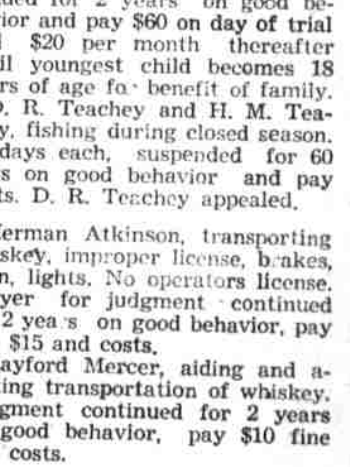 for 2 years on good be-
ior and pay $60 on day of trial
$20 per month thereafter
il youngest child becomes 18
rs of age fo benefit of family.
. R. Teachey and H. M. Tea-
y, fishing during closed season.
days each, suspended for 60
s on good behavior and pay
ts. D. R. Teachey appealed.
erman Atkinson, transporting
skey, improper license, b.akes,
n, lights. No operators license.
yer for judgment continued
2 yea s on good behavior, pay
$15 and costs.
ayford Mercer, aiding and a-
ing transportation of whiskey.
gment continued for 2 years
good behavior, pay $10 fine
costs.